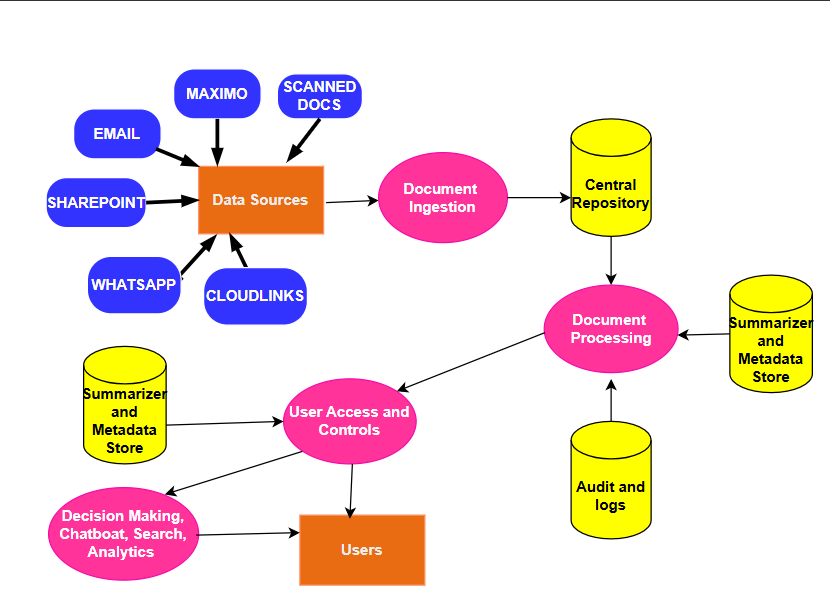 MAXIMO
SCANNED
DOCS
EMAIL
SHAREPOINT
Data Sources
WHATSAPP
CLOUDLINKS
Document
Ingestion
Central
Repository
Document
Processing
Summarizer
and
Metadata
Store
Summarizer
and
Metadata
Store
User Access and
Controls
Audit and
logs
Decision Making,
Chatboat, Search,
Analytics
Users